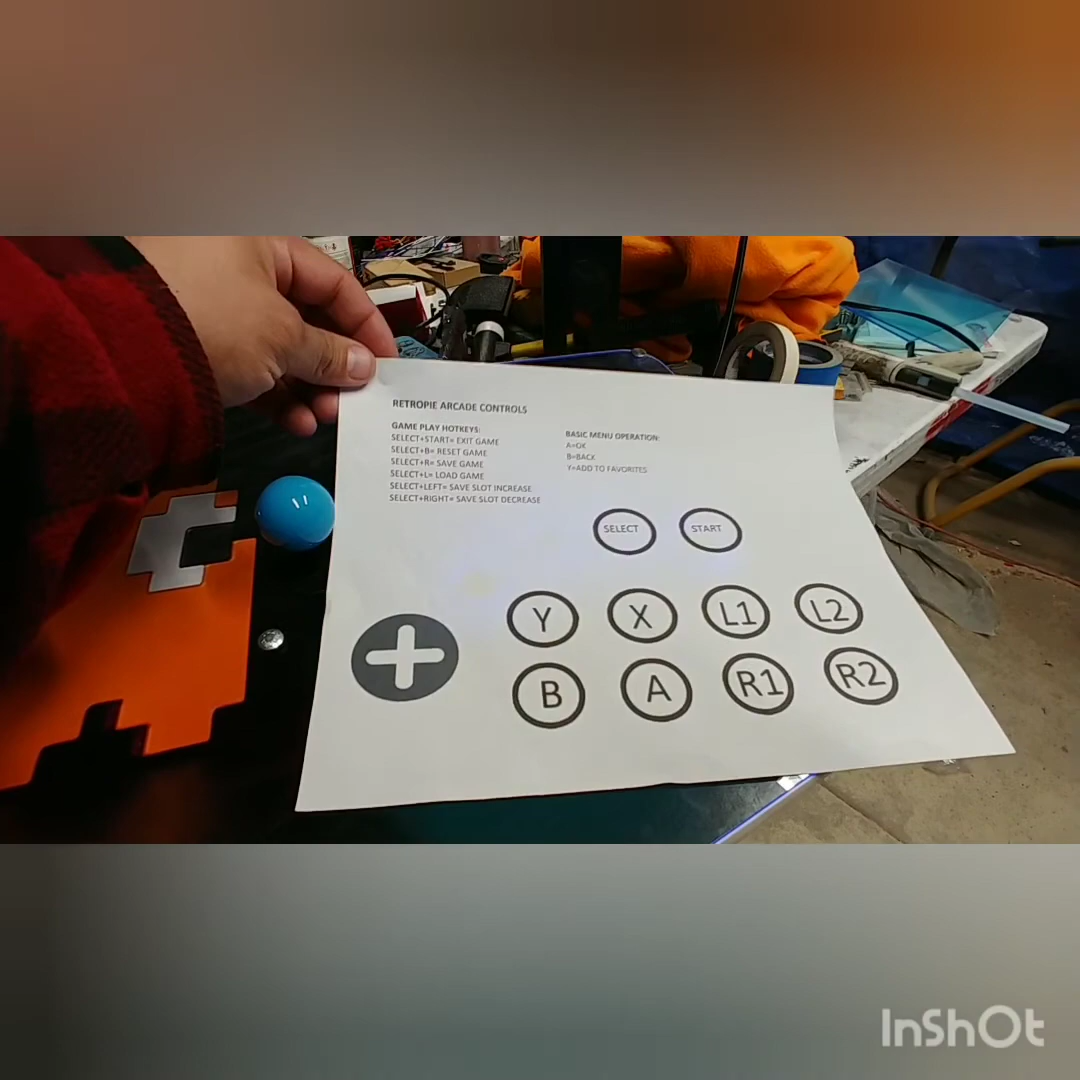 RETROPIE ARCADE CONTROLS
GAME PLAY HOTKEYS:
SELECT+START= EXIT GAME
SELECT+B= RESET GAME
SELECT+R= SAVE GAME
SELECT+L= LOAD GAME
SELECT+LEFT= SAVE SLOT INCREASE
SELECT+RIGHT= SAVE SLOT DECREASE
BASIC MENU OPERATION:
A=OK
B=BACK
Y=ADD TO FAVORITES
SELECT START
Y X L1 L2
B A R1 R2
InShOt